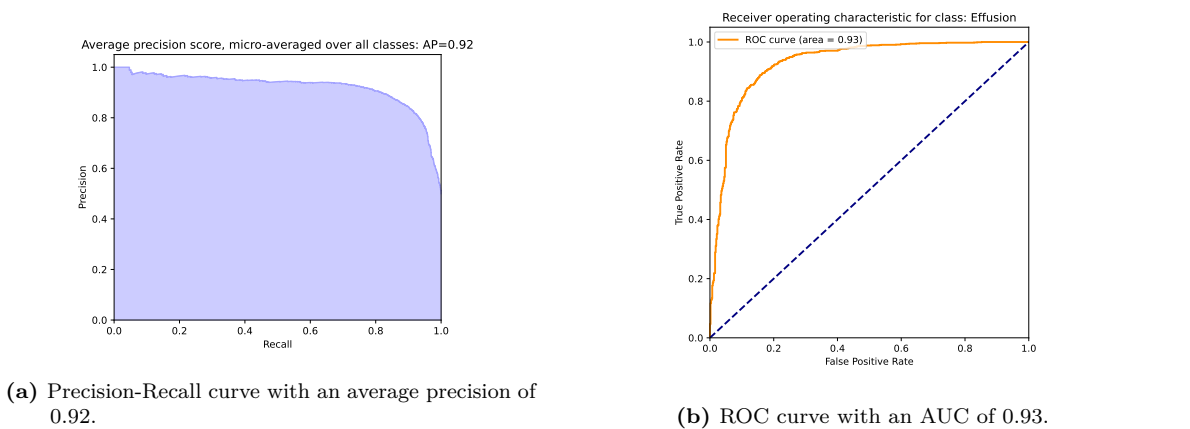 Average precision score, micro-averaged over all classes: AP=0.92
1.0
0.8
0.6
0.4
0.2
0.0
Precision
0.0 0.2 0.4 0.6 0.8 1.0
Recall
(a) Precision-Recall curve with an average precision of
0.92.
Receiver operating characteristic for class: Effusion
ROC curve (area = 0.93)
1.0
0.8
0.6
0.4
0.2
0.0
True Positive Rate
0.0 0.2 0.4 0.6 0.8 1.0
False Positive Rate
(b) ROC curve with an AUC of 0.93.